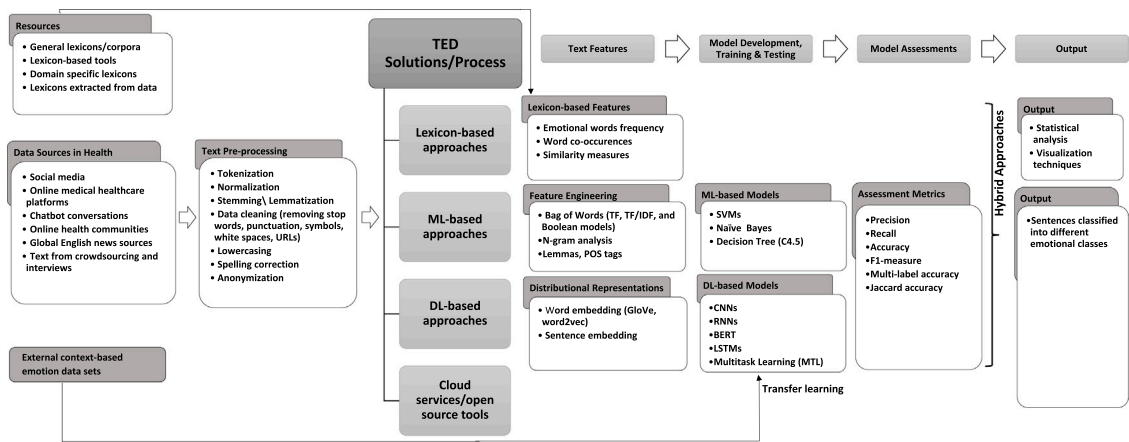 Resources
• General lexicons/corpora
• Lexicon-based tools
• Domain specific lexicons
• Lexicons extracted from data
Data Sources in Health
• Social media
• Online medical healthcare
platforms
• Chatbot conversations
• Online health communities
• Global English news sources
• Text from crowdsourcing and
interviews
External context-based
emotion data sets
Text Pre-processing
• Tokenization
• Normalization
• Stemming\ Lemmatization
• Data cleaning (removing stop
words, punctuation, symbols,
white spaces, URLs)
• Lowercasing
• Spelling correction
• Anonymization
TED
Solutions/Process
Lexicon-based
approaches
ML-based
approaches
DL-based
approaches
Cloud
services/open
source tools
Text Features
Model Development,
Training & Testing
Model Assessments
Output
Lexicon-based Features
• Emotional words frequency
• Word co-occurences
• Similarity measures
Feature Engineering
• Bag of Words (TF, TF/IDF, and
Boolean models)
•N-gram analysis
• Lemmas, POS tags
Distributional Representations
• Word embedding (GloVe,
word2vec)
• Sentence embedding
ML-based Models
• SVMs
• Naïve Bayes
• Decision Tree (C4.5)
DL-based Models
•CNNs
•RNNs
•BERT
•LSTMs
•Multitask Learning (MTL)
Transfer learning
Assessment Metrics
•Precision
•Recall
•Accuracy
•F1-measure
•Multi-label accuracy
•Jaccard accuracy
Hybrid Approaches
Output
• Statistical
analysis
• Visualization
techniques
Output
•Sentences classified
into different
emotional classes